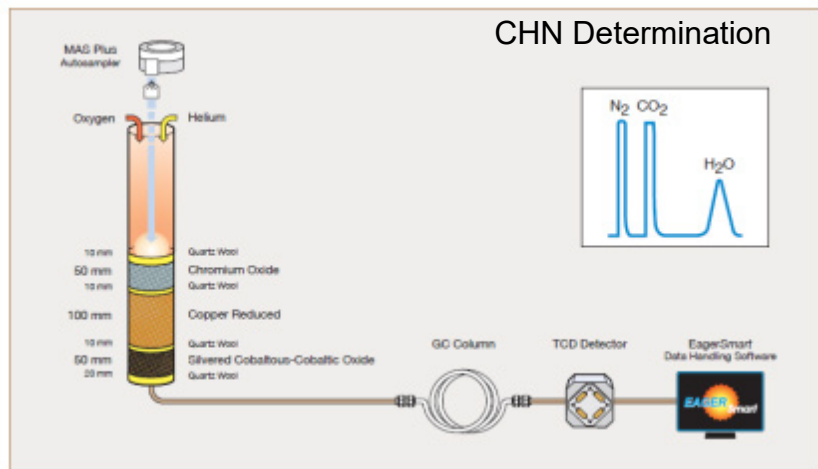 CHN Determination
MAS Plus
Autosampler
Oxygen
Helium
N2 CO2
H2O
10 mm Quartz Wool
50 mm Chromium Oxide
10 mm Quartz Wool
100 mm Copper Reduced
10 mm Quartz Wool
50 mm Silvered Cobaltous-Cobaltic Oxide
20 mm Quartz Wool
GC Column
TCD Detector
EagerSmart
Data Handling Software
EAGER
Smart